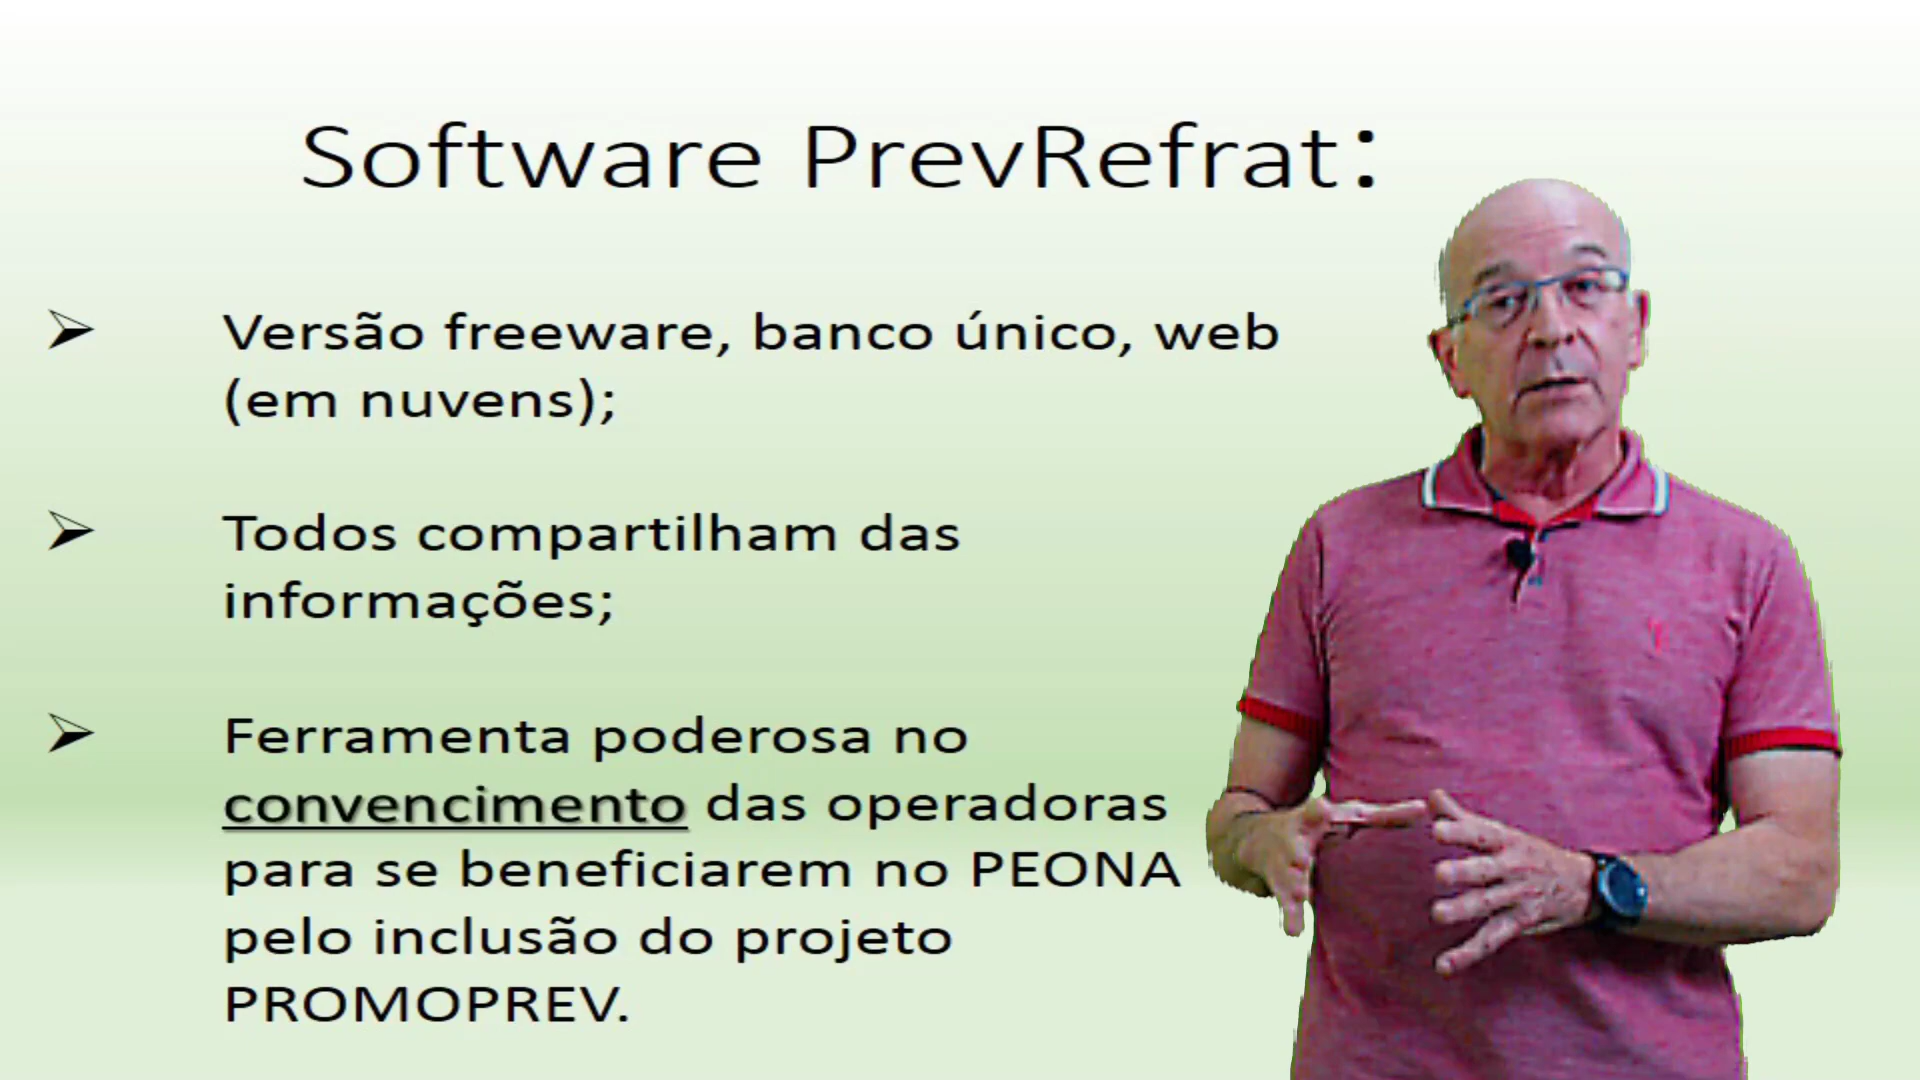 Software PrevRefrat:
➢ Versão freeware, banco único, web
(em nuvens);
➢ Todos compartilham das
informações;
➢ Ferramenta poderosa no
convencimento das operadoras
para se beneficiarem no PEONA
pelo inclusão do projeto
PROMOPREV.